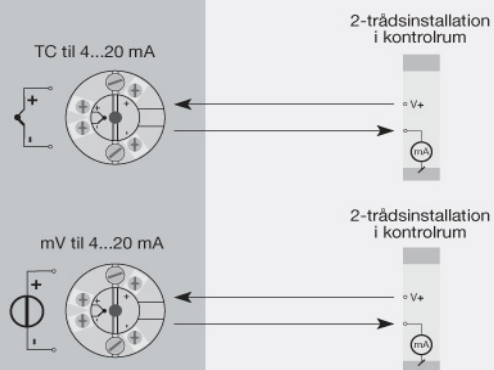 2-trådsinstallation
i kontrolrum
TC til 4...20 mA
+
-
+
-
+
-
V+
mA
2-trådsinstallation
i kontrolrum
mV til 4...20 mA
+
-
+
-
+
-
V+
mA